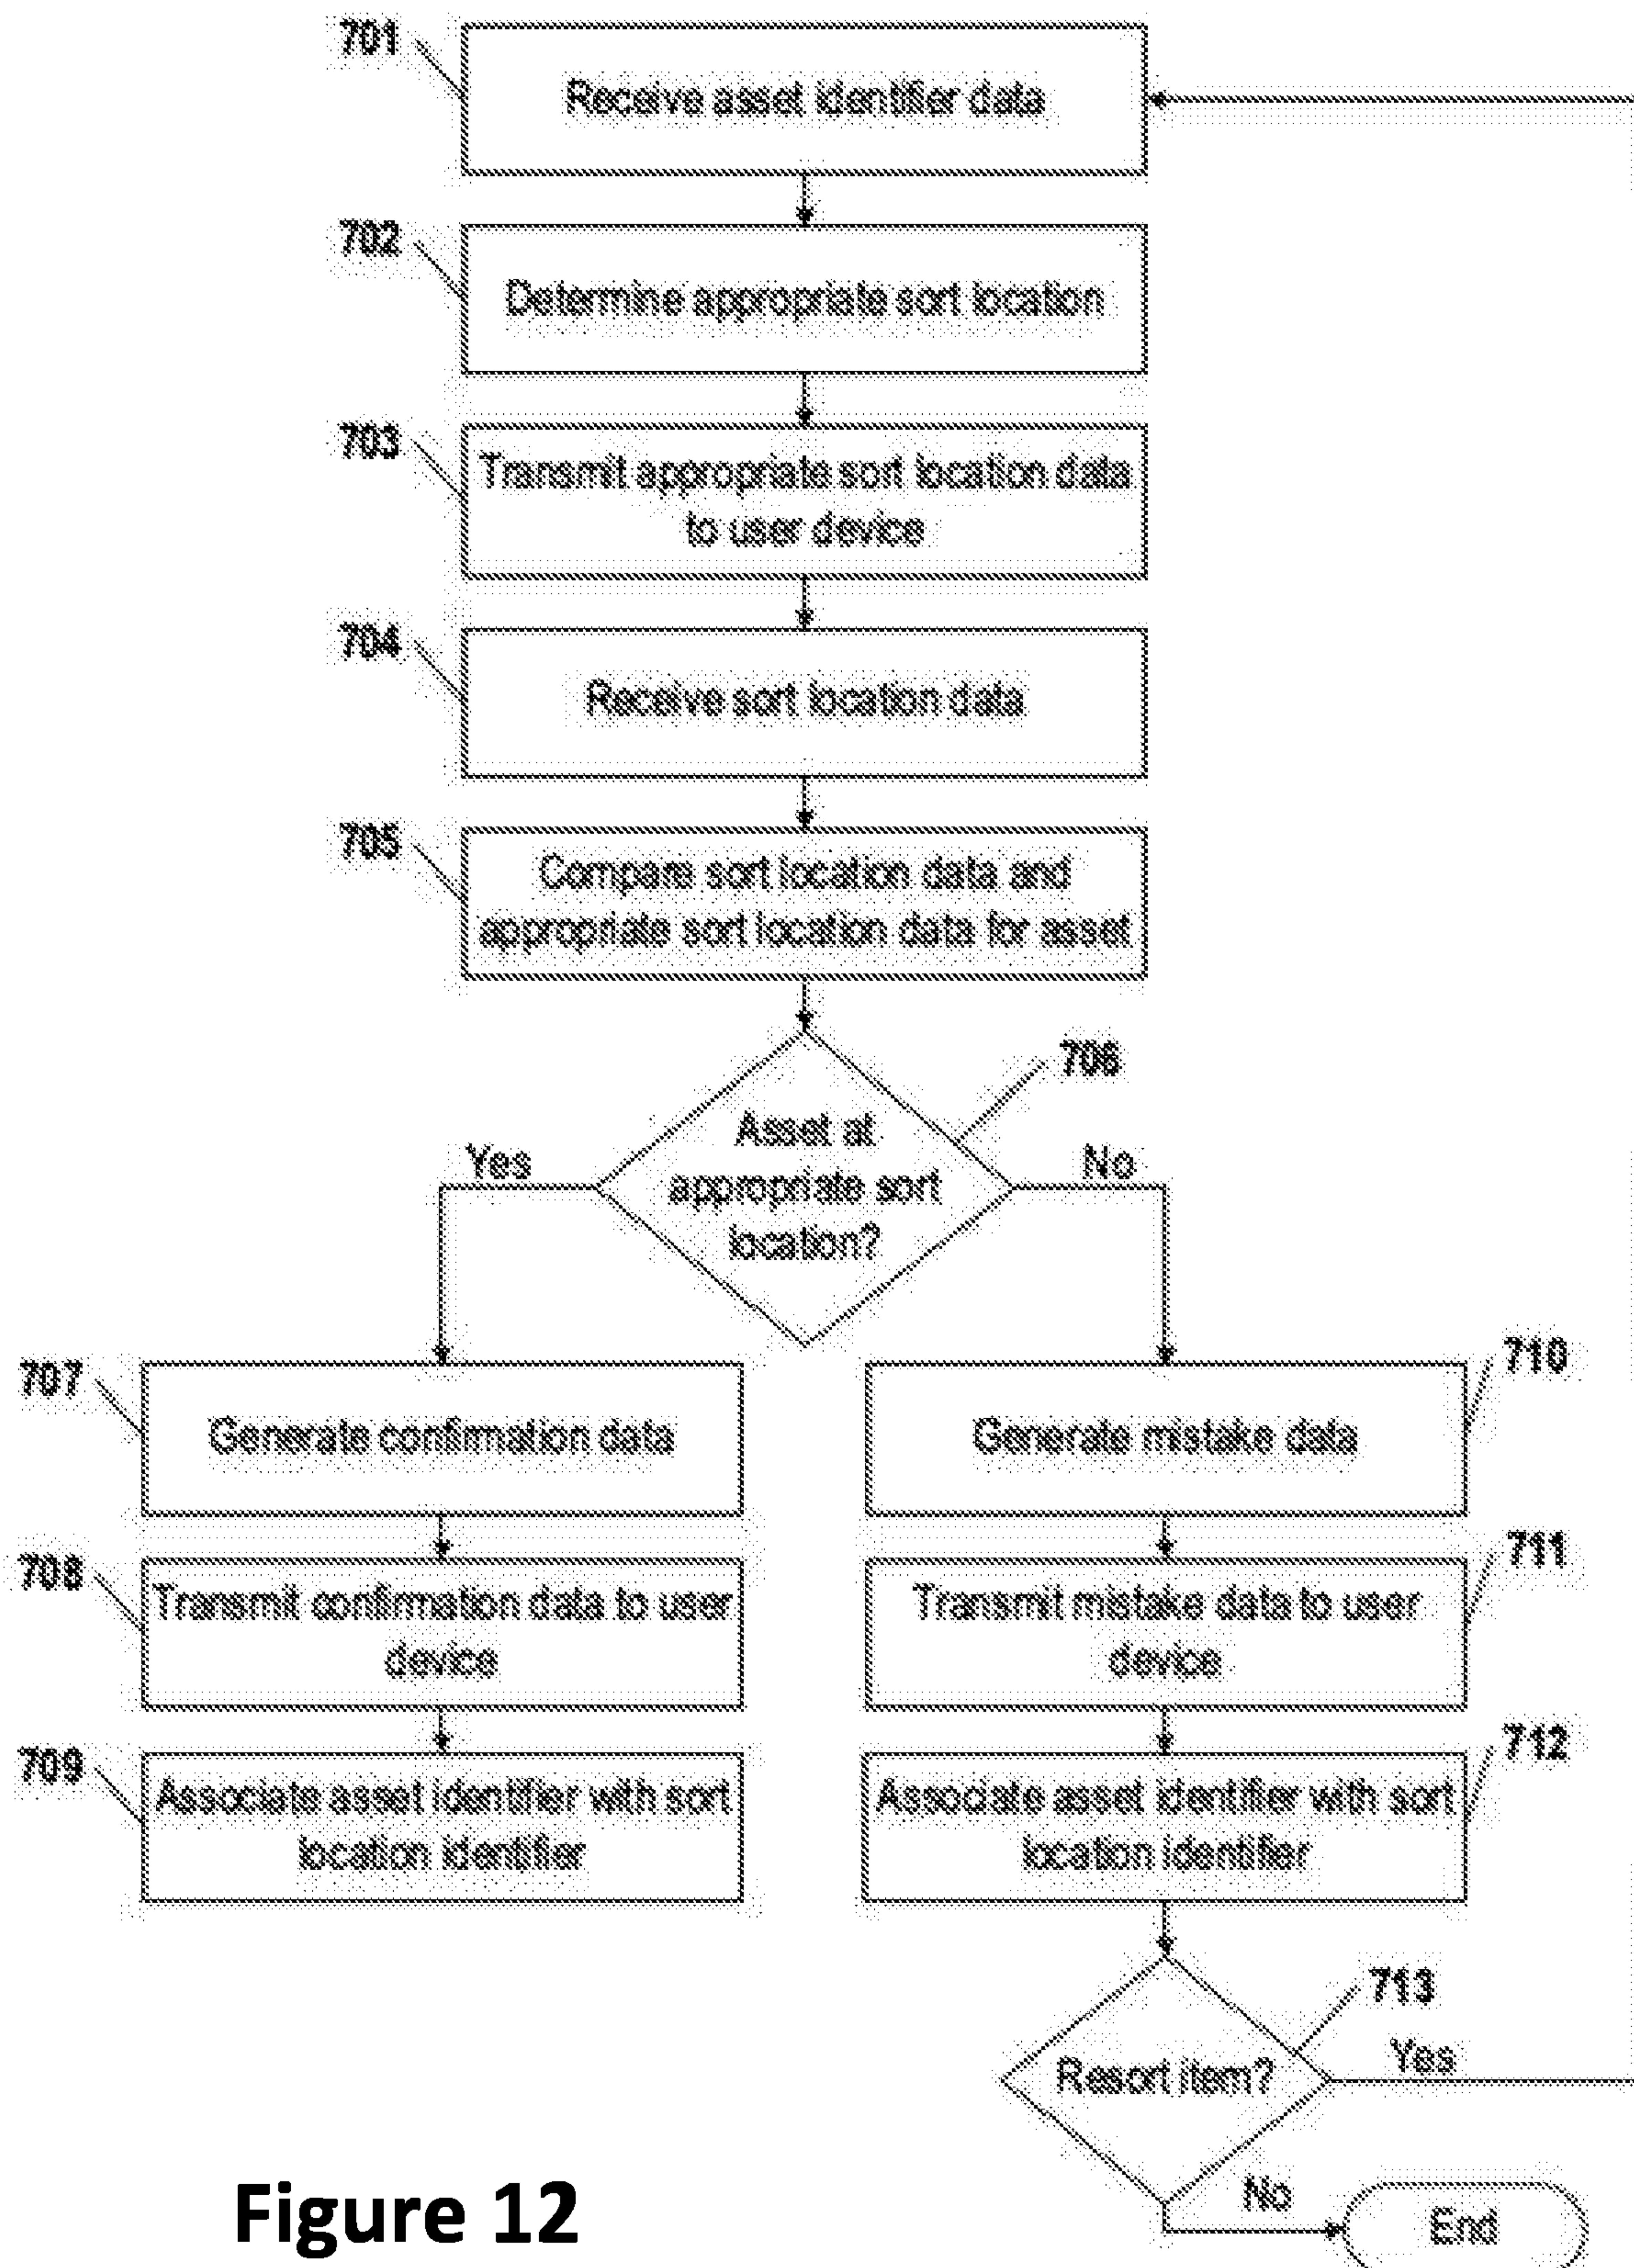 701
Receive asset identifier data
702
Determine appropriate sort location
703
Transmit appropriate sort location data
to user device
704
Receive sort location data
705
Compare sort location data and
appropriate sort location data for asset
706
Asset at
appropriate sort
location?
Yes
No
707
Generate confirmation data
710
Generate mistake data
708
Transmit confirmation data to user
device
711
Transmit mistake data to user
device
709
Associate asset identifier with sort
location identifier
712
Associate asset identifier with sort
location identifier
713
Resort item?
Yes
No
End
Figure 12